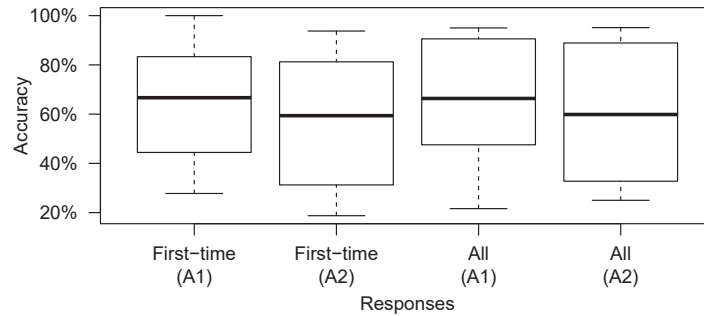 100%
80%
60%
40%
20%
Accuracy
First−time
(A1)
First−time
(A2)
All
(A1)
All
(A2)
Responses